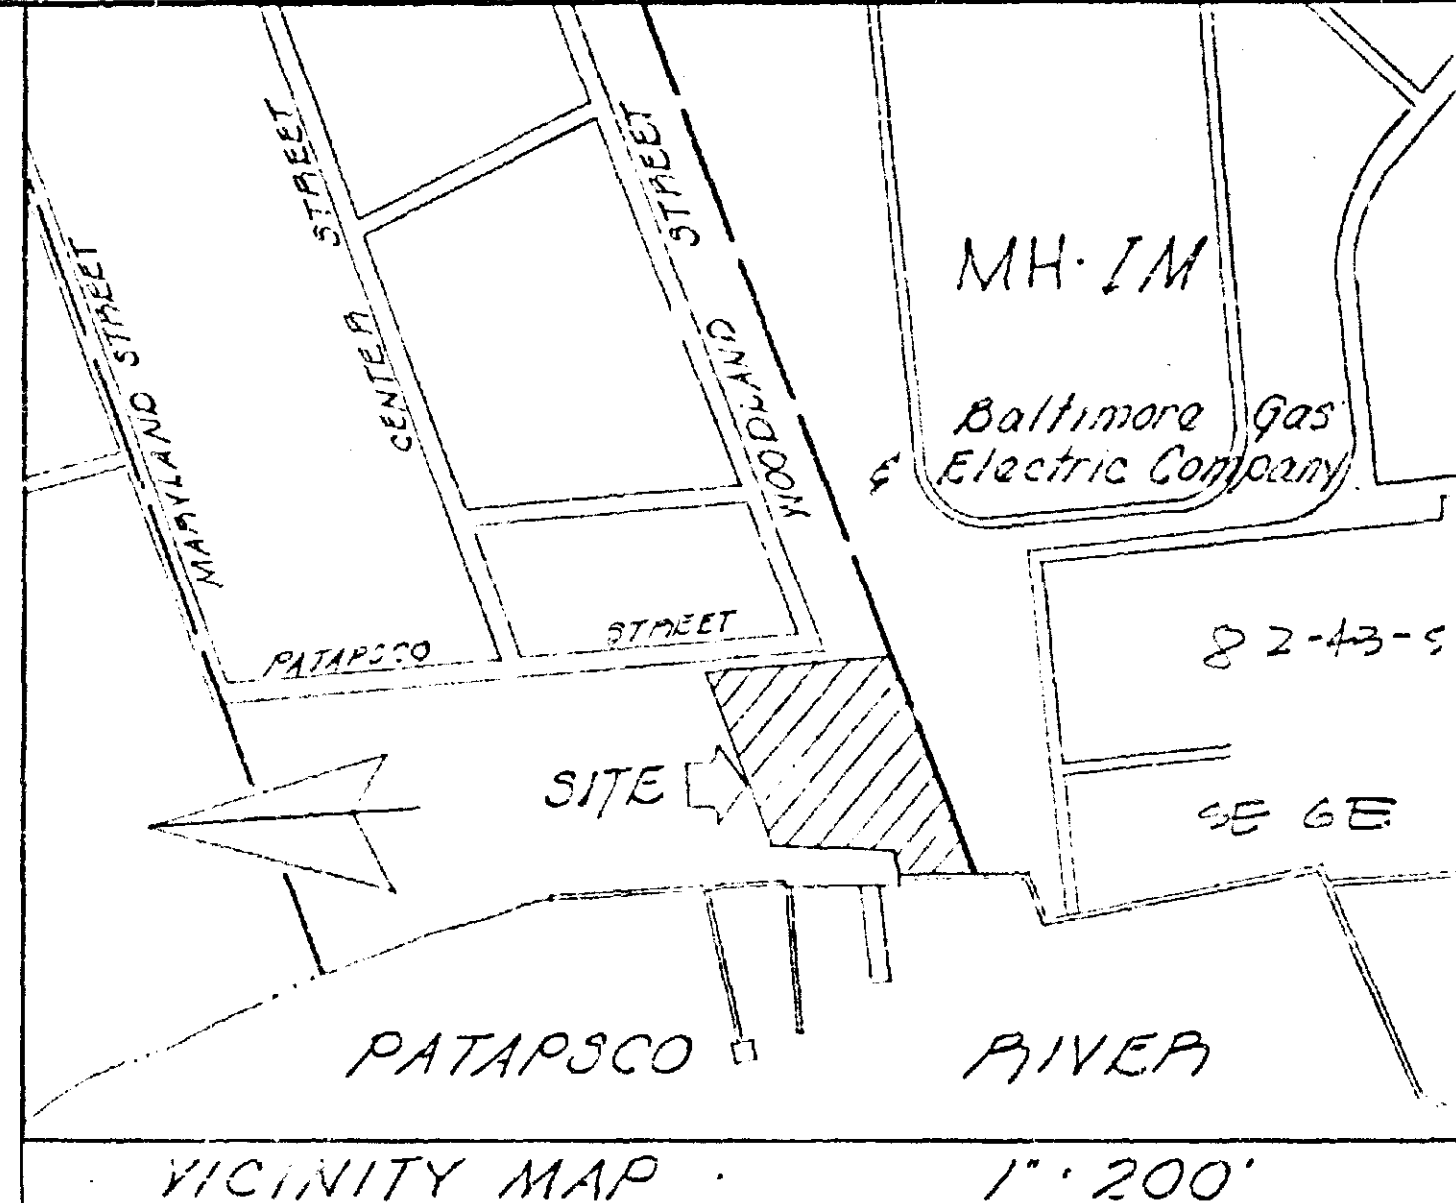 MARYLAND STREET
CENTER STREET
WOODLAND STREET
MH-IM
Baltimore Gas
& Electric Company
PATAPSCO STREET
SITE
SE 6E
PATAPSCO RIVER
VICINITY MAP 1" = 200'